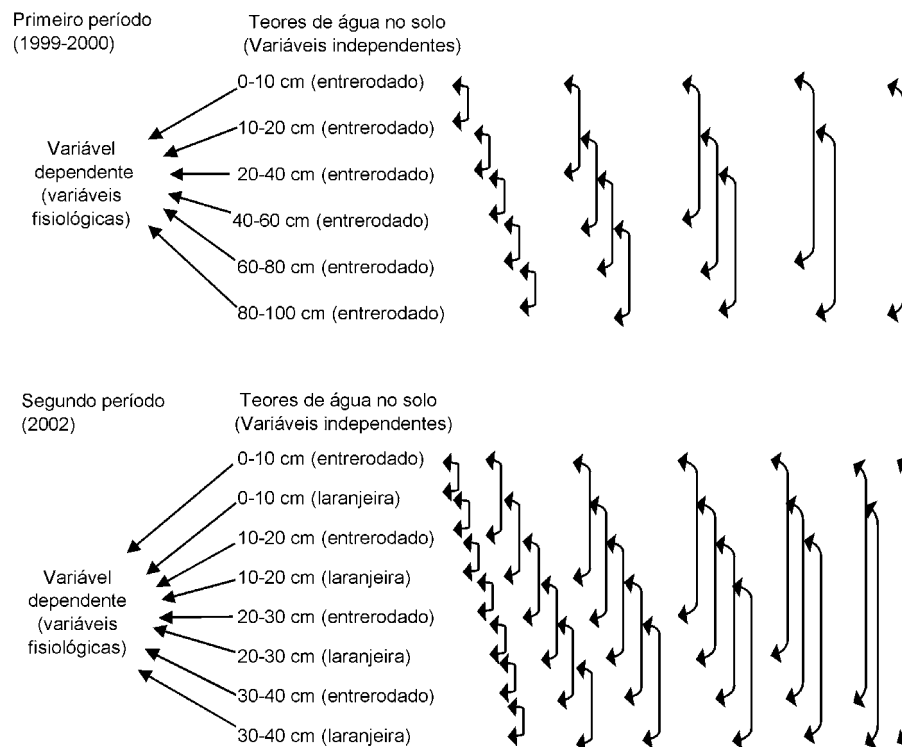 Primeiro período
(1999-2000)
Teores de água no solo
(Variáveis independentes)
0-10 cm (entrerodado)
10-20 cm (entrerodado)
20-40 cm (entrerodado)
40-60 cm (entrerodado)
60-80 cm (entrerodado)
80-100 cm (entrerodado)
Variável
dependente
(variáveis
fisiológicas)
Segundo período
(2002)
Teores de água no solo
(Variáveis independentes)
0-10 cm (entrerodado)
0-10 cm (laranjeira)
10-20 cm (entrerodado)
10-20 cm (laranjeira)
20-30 cm (entrerodado)
20-30 cm (laranjeira)
30-40 cm (entrerodado)
30-40 cm (laranjeira)
Variável
dependente
(variáveis
fisiológicas)